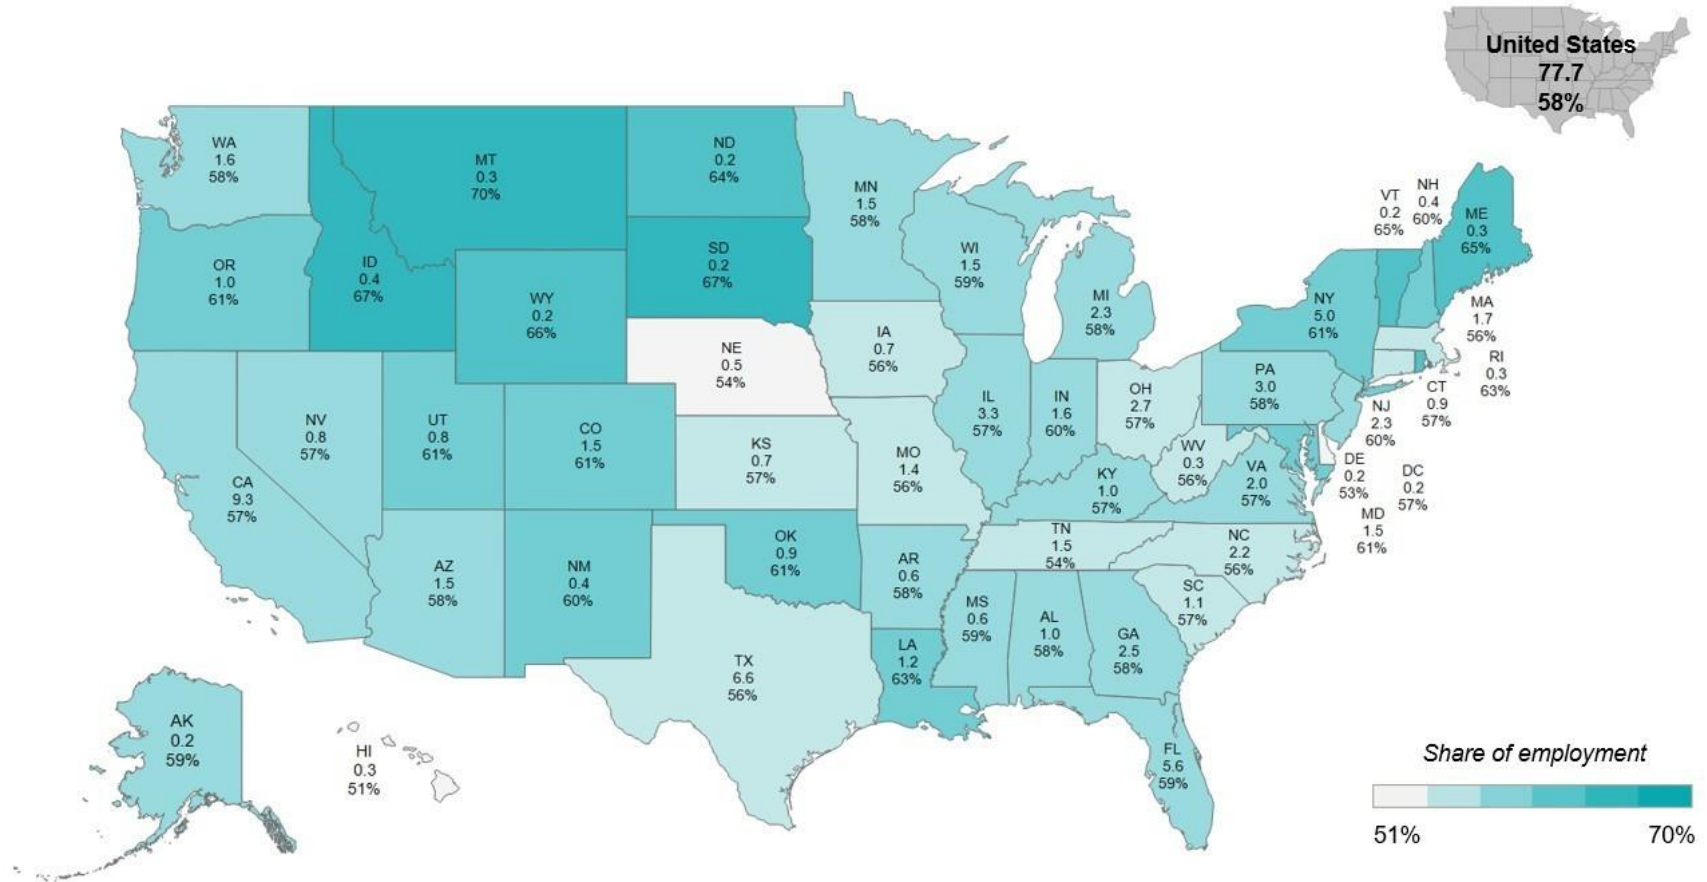 United States
77.7
58%
WA
1.6
58%
MT
0.3
70%
ND
0.2
64%
MN
1.5
58%
VT
0.2
65%
NH
0.4
60%
ME
0.3
65%
OR
1.0
61%
ID
0.4
67%
WY
0.2
66%
SD
0.2
67%
WI
1.5
59%
MI
2.3
58%
NY
5.0
61%
MA
1.7
56%
RI
0.3
63%
CT
0.9
57%
NE
0.5
54%
IA
0.7
56%
PA
3.0
58%
NJ
2.3
60%
NV
0.8
57%
UT
0.8
61%
CO
1.5
61%
KS
0.7
57%
MO
1.4
56%
IL
3.3
57%
IN
1.6
60%
OH
2.7
57%
WV
0.3
56%
VA
2.0
57%
DE
0.2
53%
DC
0.2
57%
MD
1.5
61%
CA
9.3
57%
KY
1.0
57%
AZ
1.5
58%
NM
0.4
60%
OK
0.9
61%
AR
0.6
58%
TN
1.5
54%
NC
2.2
56%
SC
1.1
57%
MS
0.6
59%
AL
1.0
58%
GA
2.5
58%
TX
6.6
56%
LA
1.2
63%
FL
5.6
59%
AK
0.2
59%
HI
0.3
51%
Share of employment
51%
70%